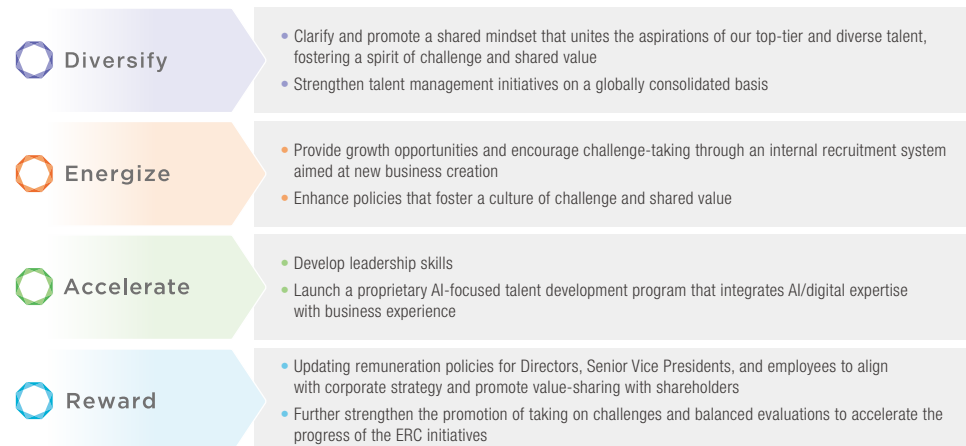 Diversify
• Clarify and promote a shared mindset that unites the aspirations of our top-tier and diverse talent,
fostering a spirit of challenge and shared value
• Strengthen talent management initiatives on a globally consolidated basis
Energize
• Provide growth opportunities and encourage challenge-taking through an internal recruitment system
aimed at new business creation
• Enhance policies that foster a culture of challenge and shared value
Accelerate
• Develop leadership skills
• Launch a proprietary AI-focused talent development program that integrates AI/digital expertise
with business experience
Reward
• Updating remuneration policies for Directors, Senior Vice Presidents, and employees to align
with corporate strategy and promote value-sharing with shareholders
• Further strengthen the promotion of taking on challenges and balanced evaluations to accelerate the
progress of the ERC initiatives